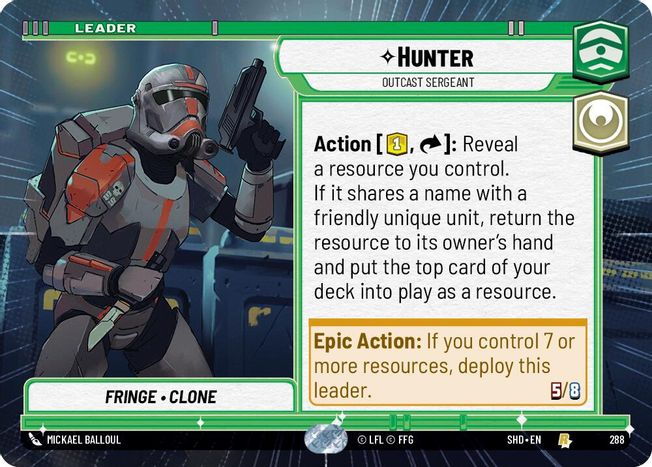 LEADER
Hunter
OUTCAST SERGEANT
Action [1, ]: Reveal
a resource you control.
If it shares a name with a
friendly unique unit, return the
resource to its owner's hand
and put the top card of your
deck into play as a resource.
Epic Action: If you control 7 or
more resources, deploy this
leader.
5/8
FRINGE • CLONE
MICKAEL BALLOUL
© LFL © FFG
SHD • EN
R
288